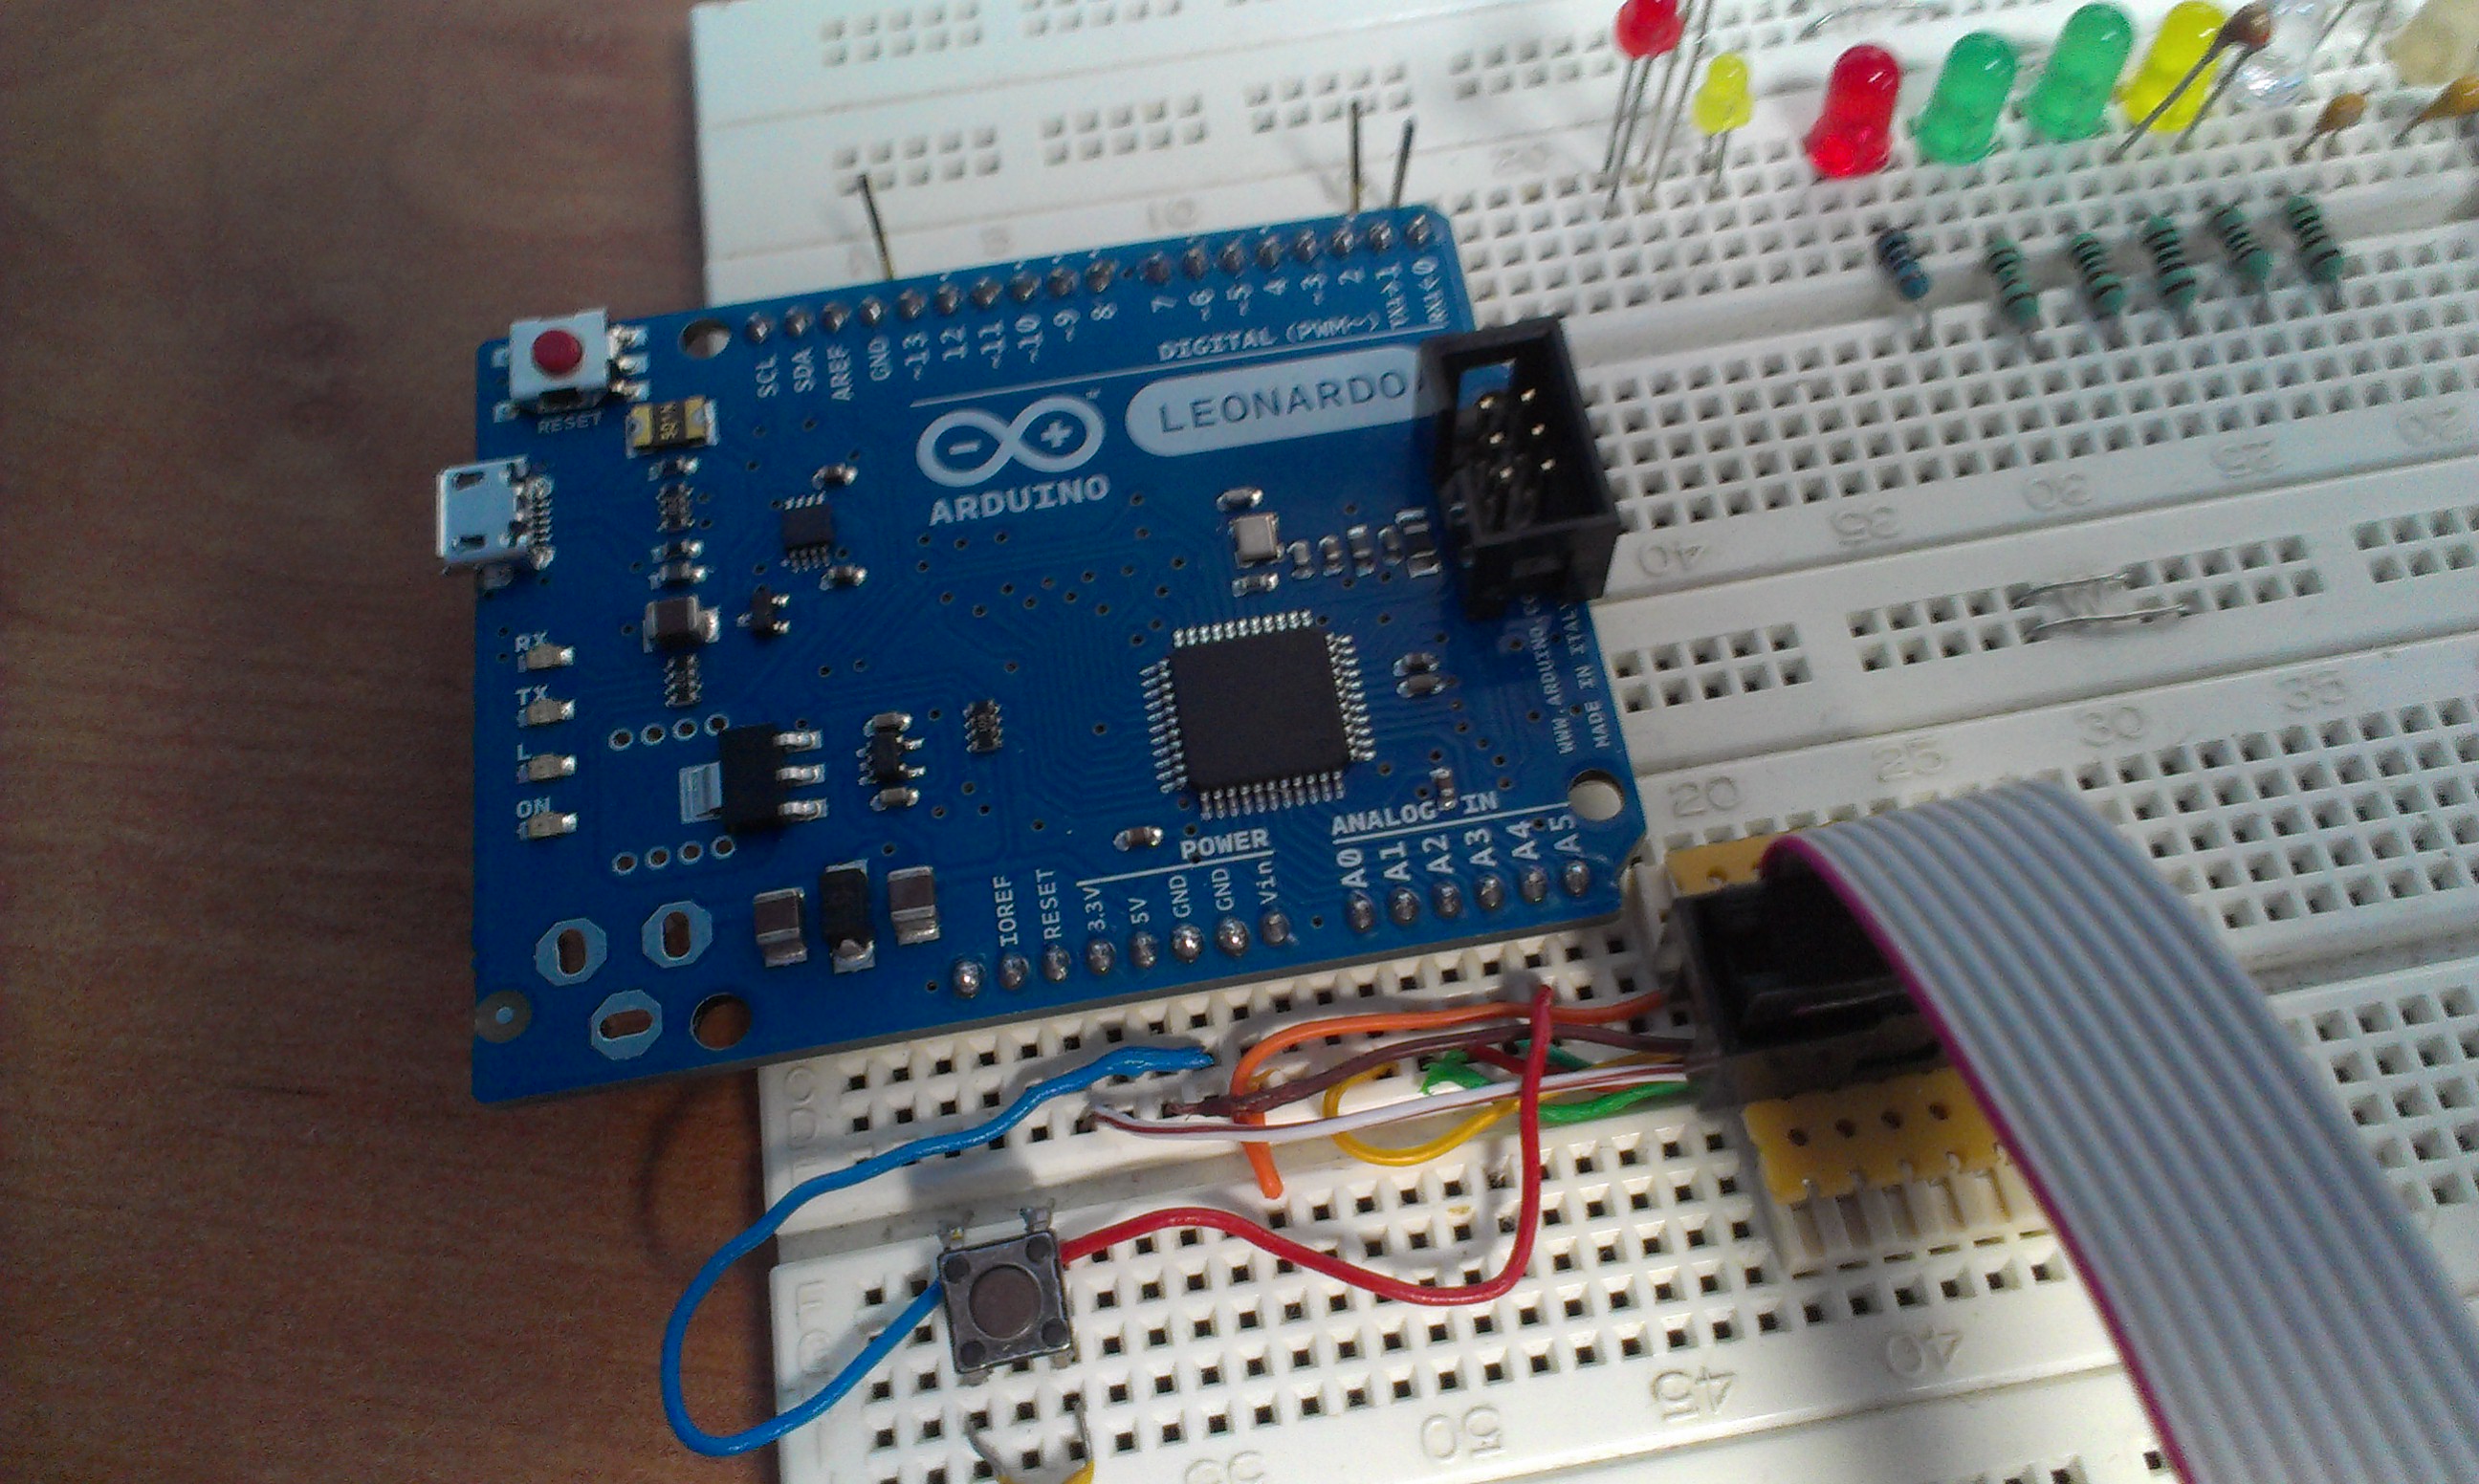 SCL
SDA
AREF
GND
~13
12
~11
~10
~9
8
7
~6
~5
4
~3
2
TX→1
RX←0
DIGITAL (PWM~)
LEONARDO
ARDUINO
RESET
RX
TX
L
ON
WWW.ARDUINO.CC
MADE IN ITALY
POWER
ANALOG IN
IOREF
RESET
3.3V
5V
GND
GND
Vin
A0
A1
A2
A3
A4
A5
40
35
30
20
25
30
35
50
45
40